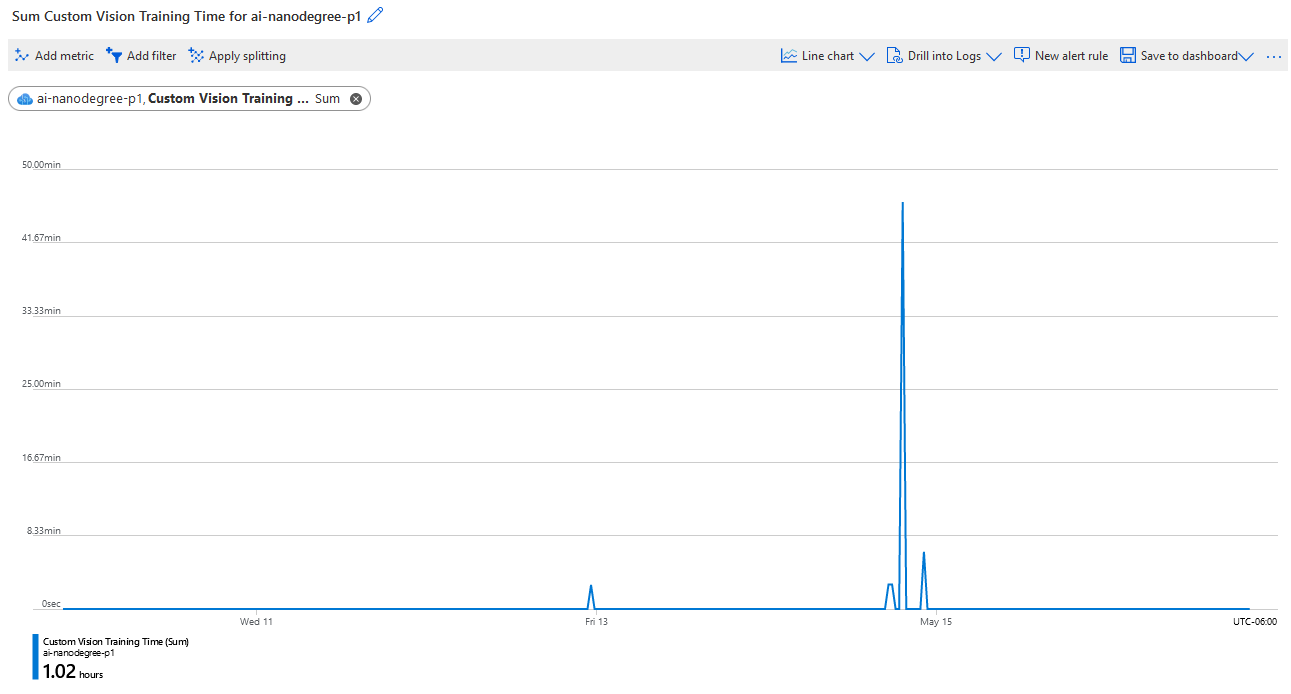 Sum Custom Vision Training Time for ai-nanodegree-p1
Add metric Add filter Apply splitting Line chart Drill into Logs New alert rule Save to dashboard ...
ai-nanodegree-p1, Custom Vision Training ... Sum
50.00min
41.67min
33.33min
25.00min
16.67min
8.33min
0sec
Wed 11 Fri 13 May 15 UTC-06:00
Custom Vision Training Time (Sum)
ai-nanodegree-p1
1.02 hours